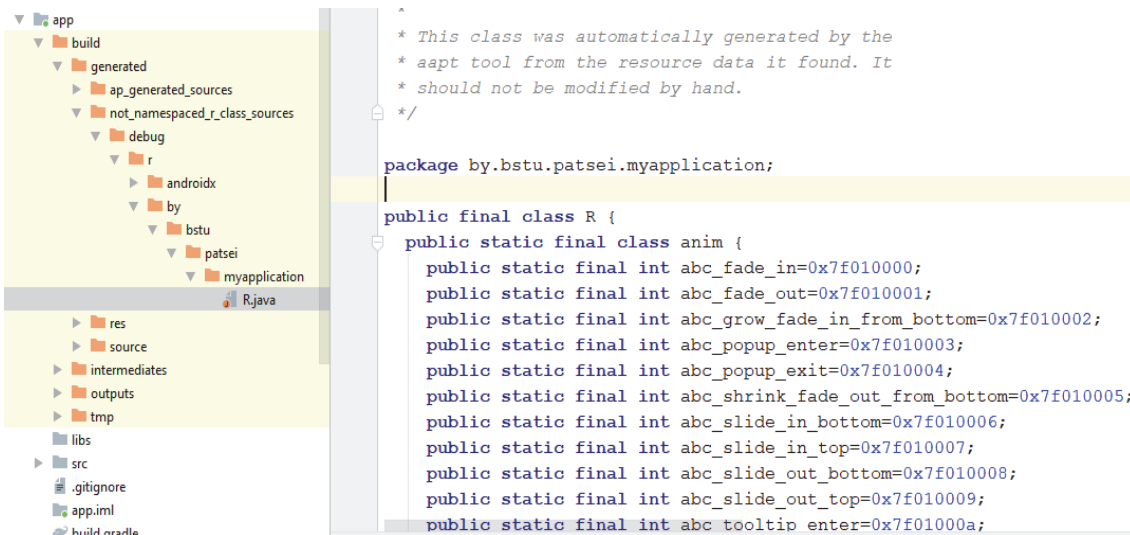 app
build
generated
ap_generated_sources
not_namespaced_r_class_sources
debug
r
androidx
by
bstu
patsei
myapplication
R.java
res
source
intermediates
outputs
tmp
libs
src
.gitignore
app.iml
build.gradle
*
* This class was automatically generated by the
* aapt tool from the resource data it found. It
* should not be modified by hand.
*/
package by.bstu.patsei.myapplication;
public final class R {
public static final class anim {
public static final int abc_fade_in=0x7f010000;
public static final int abc_fade_out=0x7f010001;
public static final int abc_grow_fade_in_from_bottom=0x7f010002;
public static final int abc_popup_enter=0x7f010003;
public static final int abc_popup_exit=0x7f010004;
public static final int abc_shrink_fade_out_from_bottom=0x7f010005;
public static final int abc_slide_in_bottom=0x7f010006;
public static final int abc_slide_in_top=0x7f010007;
public static final int abc_slide_out_bottom=0x7f010008;
public static final int abc_slide_out_top=0x7f010009;
public static final int abc_tooltip_enter=0x7f01000a;